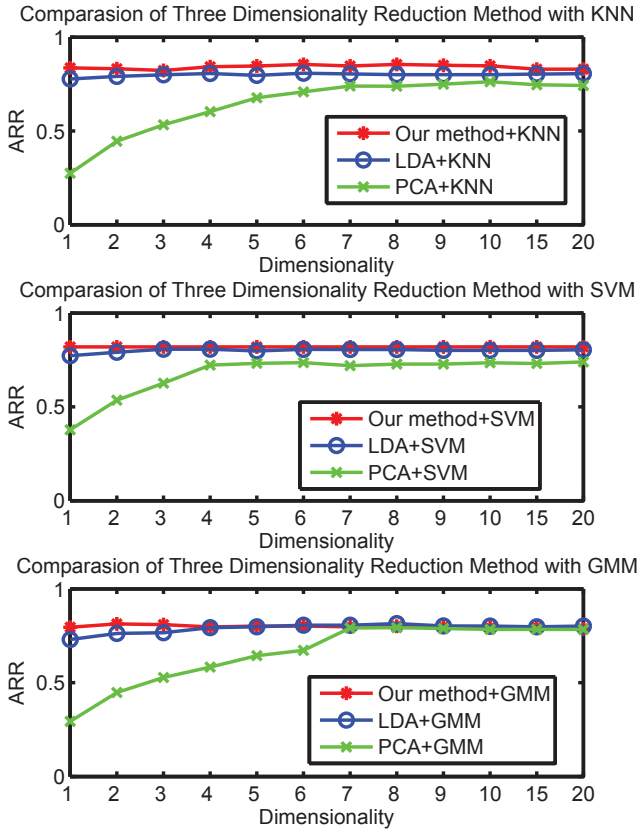 Comparasion of Three Dimensionality Reduction Method with KNN
1
0.5
0
ARR
Our method+KNN
LDA+KNN
PCA+KNN
1 2 3 4 5 6 7 8 9 10 15 20
Dimensionality
Comparasion of Three Dimensionality Reduction Method with SVM
1
0.5
0
ARR
Our method+SVM
LDA+SVM
PCA+SVM
1 2 3 4 5 6 7 8 9 10 15 20
Dimensionality
Comparasion of Three Dimensionality Reduction Method with GMM
1
0.5
0
ARR
Our method+GMM
LDA+GMM
PCA+GMM
1 2 3 4 5 6 7 8 9 10 15 20
Dimensionality